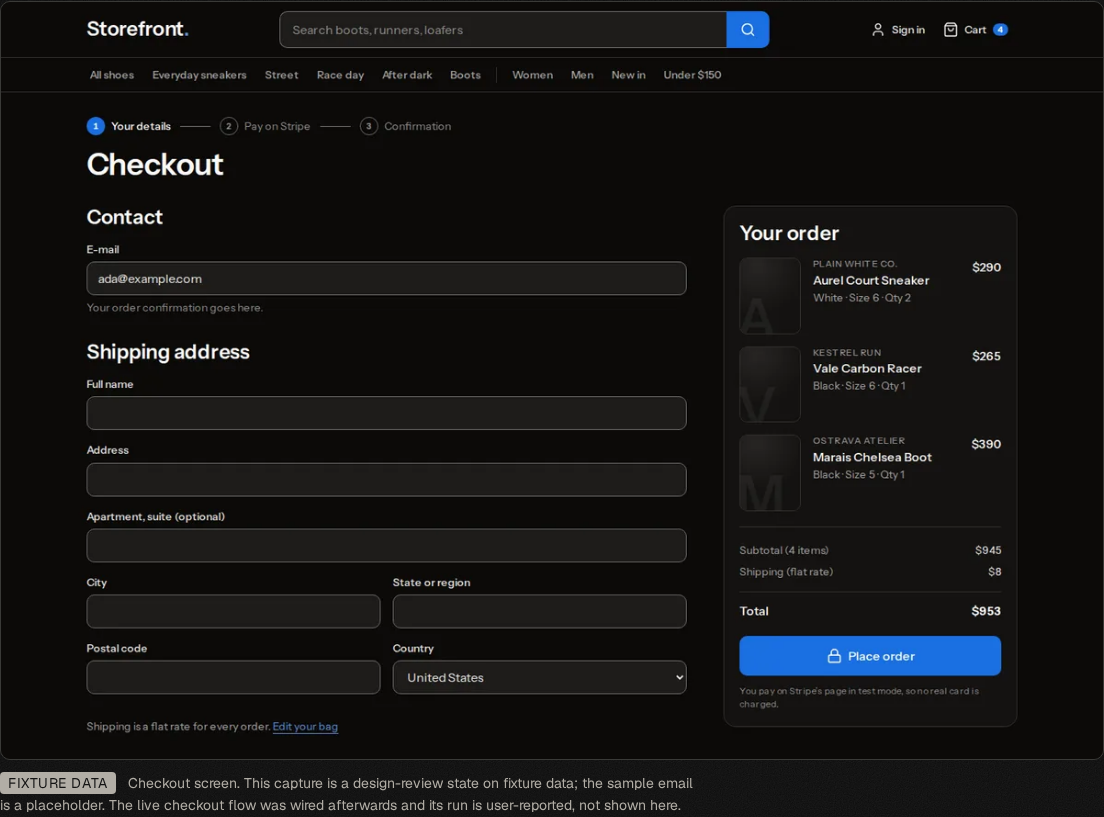 Storefront.
Search boots, runners, loafers
Sign in
Cart 4
All shoes Everyday sneakers Street Race day After dark Boots Women Men New in Under $150
1 Your details 2 Pay on Stripe 3 Confirmation
Checkout
Contact
E-mail
ada@example.com
Your order confirmation goes here.
Shipping address
Full name
Address
Apartment, suite (optional)
City
State or region
Postal code
Country
United States
Shipping is a flat rate for every order. Edit your bag
Your order
A
PLAIN WHITE CO.
Aurel Court Sneaker
White · Size 6 · Qty 2
$290
V
KESTREL RUN
Vale Carbon Racer
Black · Size 6 · Qty 1
$265
M
OSTRAVA ATELIER
Marais Chelsea Boot
Black · Size 5 · Qty 1
$390
Subtotal (4 items) $945
Shipping (flat rate) $8
Total $953
Place order
You pay on Stripe's page in test mode, so no real card is
charged.
FIXTURE DATA Checkout screen. This capture is a design-review state on fixture data; the sample email
is a placeholder. The live checkout flow was wired afterwards and its run is user-reported, not shown here.